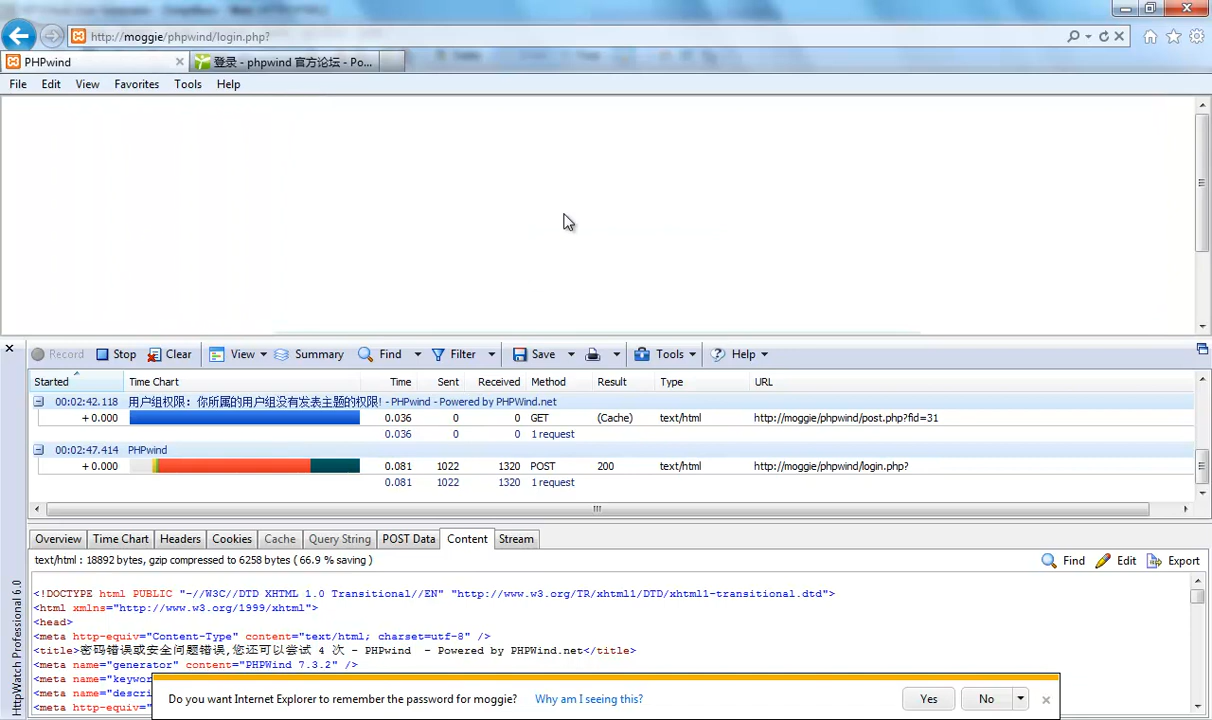 http://moggie/phpwind/login.php?
PHPwind
登录 - phpwind 官方论坛 - Po...
File Edit View Favorites Tools Help
Record Stop Clear View Summary Find Filter Save Tools Help
Started Time Chart Time Sent Received Method Result Type URL
00:02:42.118 用户组权限：你所属的用户组没有发表主题的权限! - PHPwind - Powered by PHPWind.net
+ 0.000 0.036 0 0 GET (Cache) text/html http://moggie/phpwind/post.php?fid=31
0.036 0 0 1 request
00:02:47.414 PHPwind
+ 0.000 0.081 1022 1320 POST 200 text/html http://moggie/phpwind/login.php?
0.081 1022 1320 1 request
Overview Time Chart Headers Cookies Cache Query String POST Data Content Stream
text/html : 18892 bytes, gzip compressed to 6258 bytes ( 66.9 % saving )
Find Edit Export
<!DOCTYPE html PUBLIC "-//W3C//DTD XHTML 1.0 Transitional//EN" "http://www.w3.org/TR/xhtml1/DTD/xhtml1-transitional.dtd">
<html xmlns="http://www.w3.org/1999/xhtml">
<head>
<meta http-equiv="Content-Type" content="text/html; charset=utf-8" />
<title>密码错误或安全问题错误,您还可以尝试 4 次 - PHPwind - Powered by PHPWind.net</title>
<meta name="generator" content="PHPWind 7.3.2" />
<meta name="keywo
<meta name="descri
<meta http-equiv='
HttpWatch Professional 6.0
Do you want Internet Explorer to remember the password for moggie? Why am I seeing this? Yes No